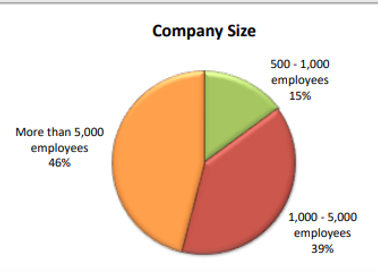 Company Size
500 - 1,000
employees
15%
More than 5,000
employees
46%
1,000 - 5,000
employees
39%